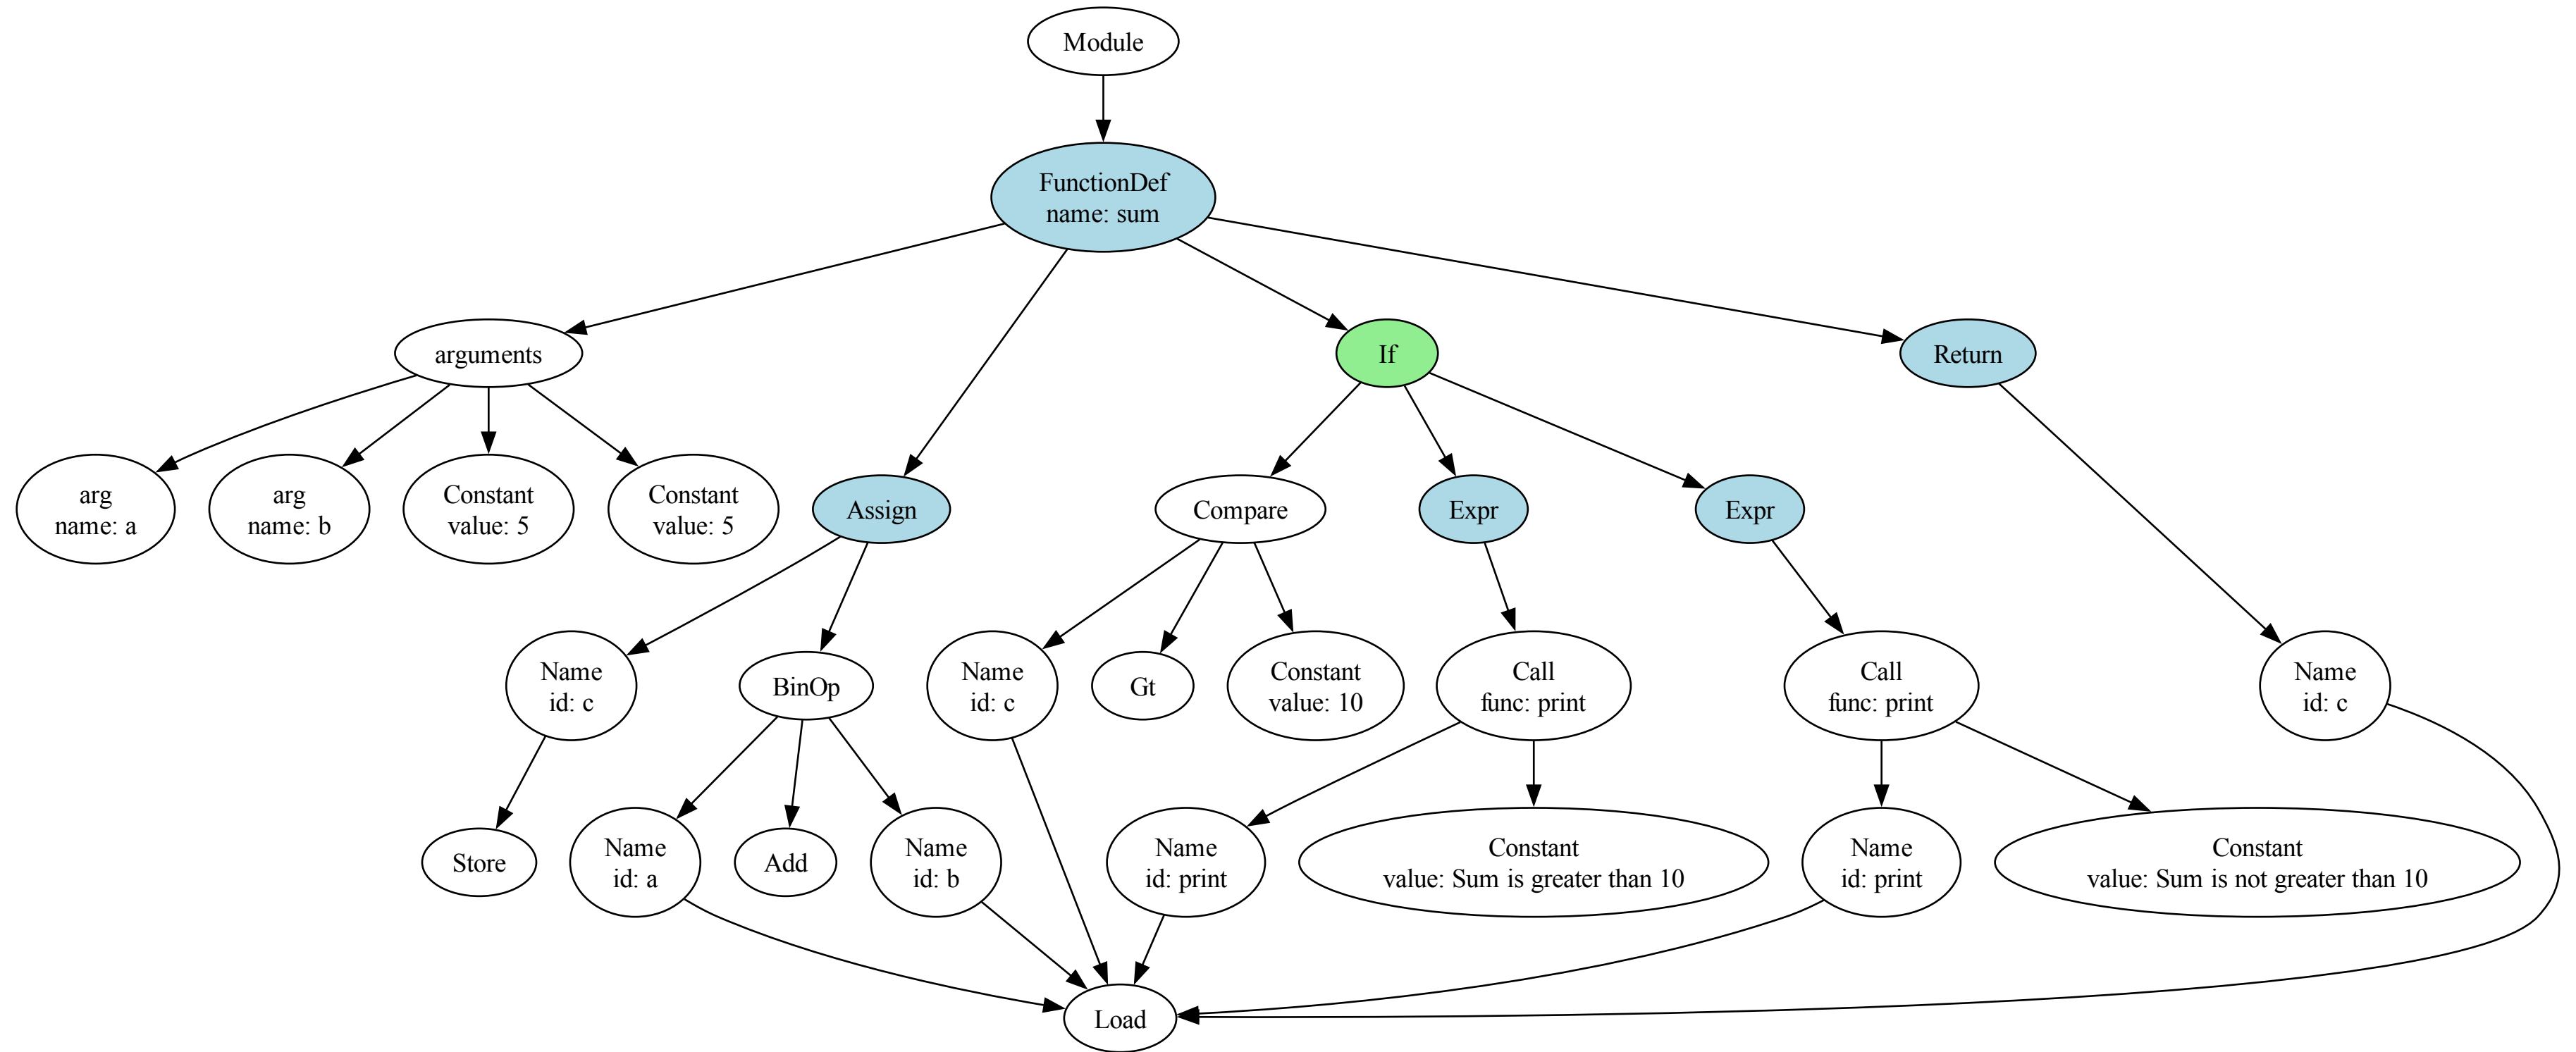 Module
FunctionDef
name: sum
arguments
If
Return
arg
name: a
arg
name: b
Constant
value: 5
Constant
value: 5
Assign
Compare
Expr
Expr
Name
id: c
BinOp
Name
id: c
Gt
Constant
value: 10
Call
func: print
Call
func: print
Name
id: c
Store
Name
id: a
Add
Name
id: b
Name
id: print
Constant
value: Sum is greater than 10
Name
id: print
Constant
value: Sum is not greater than 10
Load